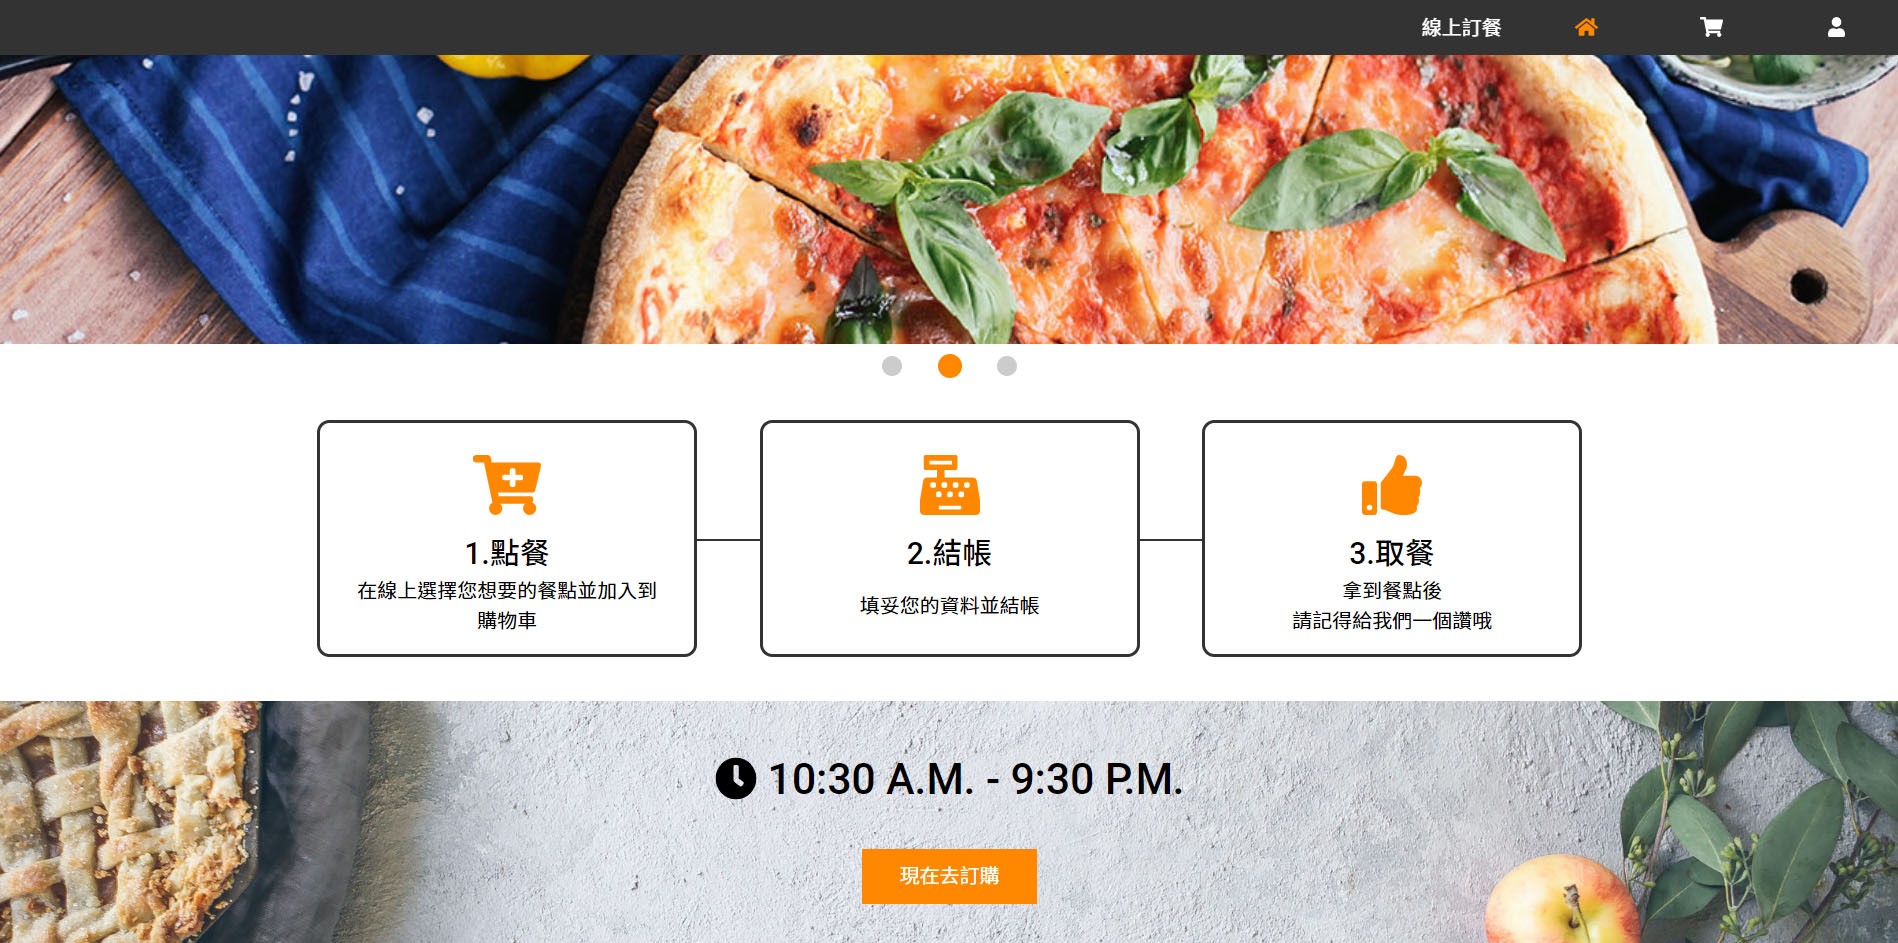 線上訂餐
1.點餐
在線上選擇您想要的餐點並加入到
購物車
2.結帳
填妥您的資料並結帳
3.取餐
拿到餐點後
請記得給我們一個讚哦
10:30 A.M. - 9:30 P.M.
現在去訂購